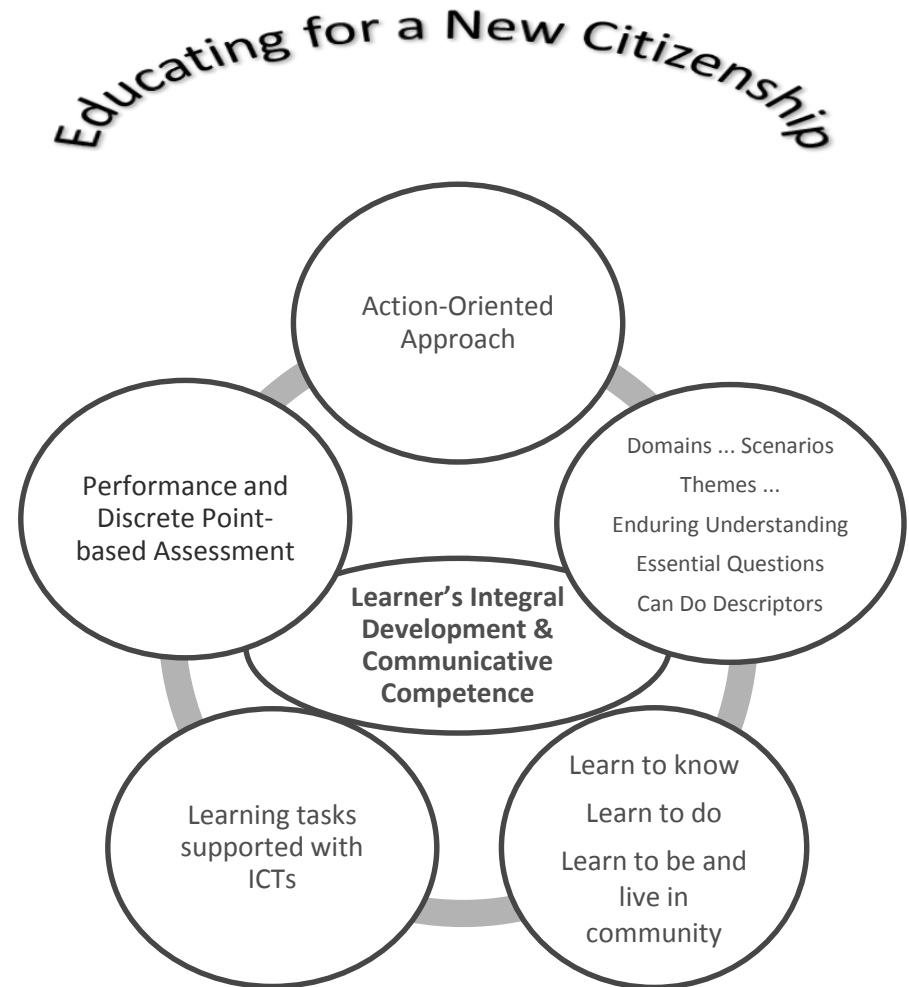 Educating for a New Citizenship
Action-Oriented
Approach
Domains ... Scenarios
Themes ...
Enduring Understanding
Essential Questions
Can Do Descriptors
Performance and
Discrete Point-
based Assessment
Learner’s Integral
Development &
Communicative
Competence
Learn to know
Learn to do
Learn to be and
live in
community
Learning tasks
supported with
ICTs